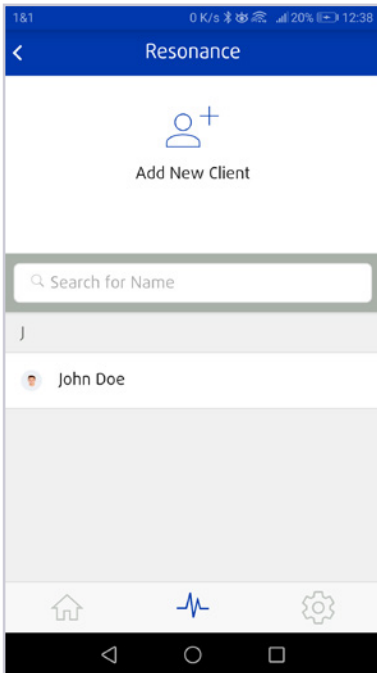 1&1 0 K/s 20% 12:38
Resonance
Add New Client
Search for Name
J
John Doe